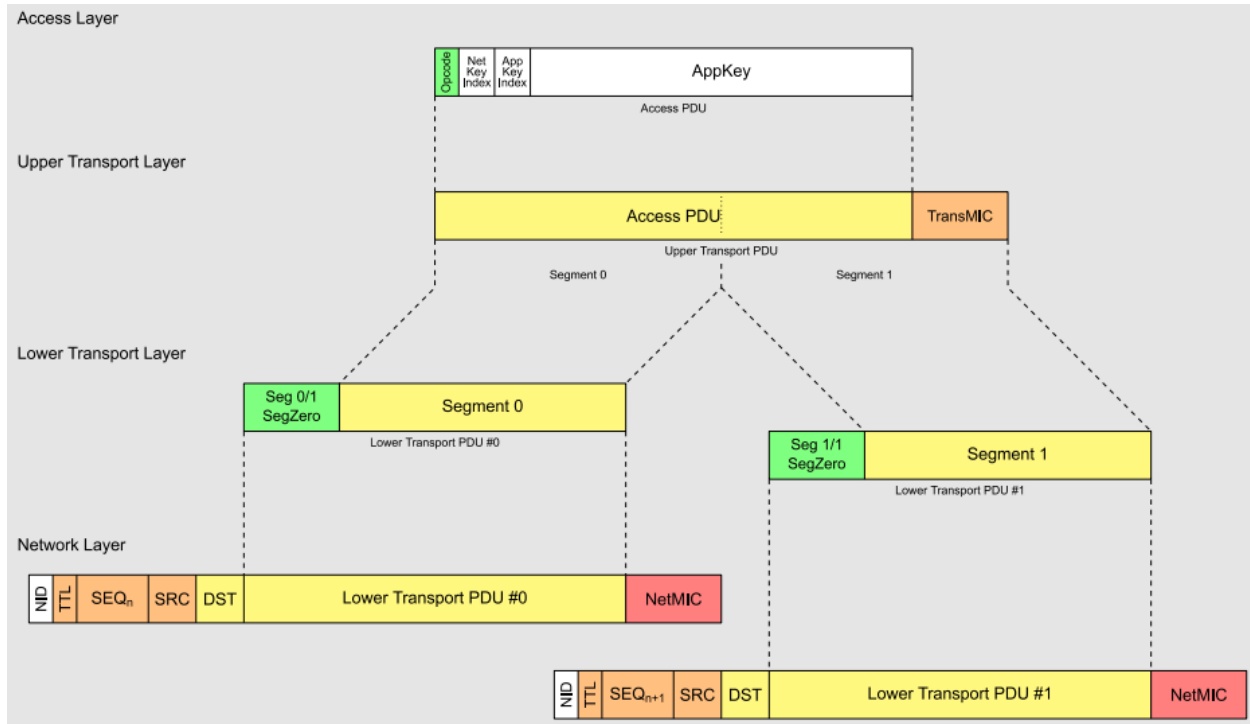 Access Layer
Opcode
Net
Key
Index
App
Key
Index
AppKey
Access PDU
Upper Transport Layer
Access PDU
TransMIC
Upper Transport PDU
Segment 0
Segment 1
Lower Transport Layer
Seg 0/1
SegZero
Segment 0
Lower Transport PDU #0
Seg 1/1
SegZero
Segment 1
Lower Transport PDU #1
Network Layer
NID
TTL
SEQn
SRC
DST
Lower Transport PDU #0
NetMIC
NID
TTL
SEQn+1
SRC
DST
Lower Transport PDU #1
NetMIC